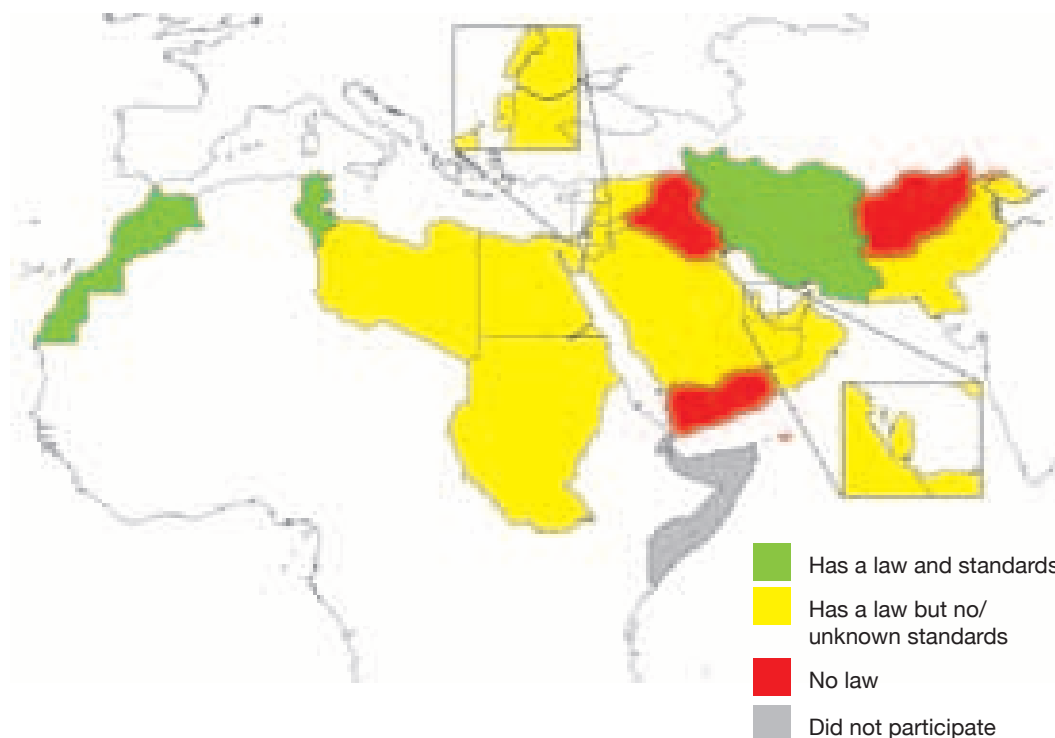 Has a law and standards
Has a law but no/
unknown standards
No law
Did not participate